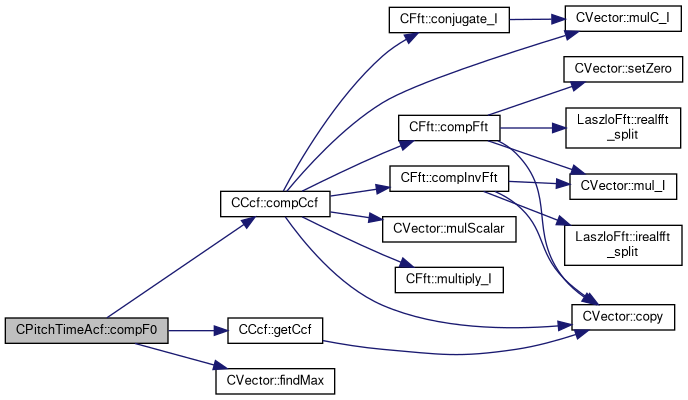 CFft::conjugate_I
CVector::mulC_I
CVector::setZero
LaszloFft::realfft
_split
CFft::compFft
CFft::compInvFft
CVector::mul_I
CCcf::compCcf
CVector::mulScalar
LaszloFft::irealfft
_split
CFft::multiply_I
CVector::copy
CPitchTimeAcf::compF0
CCcf::getCcf
CVector::findMax